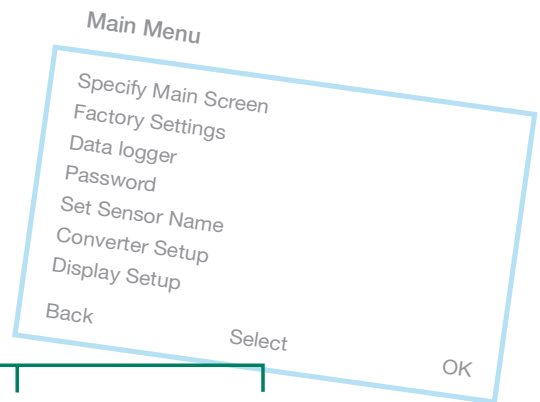 Main Menu
Specify Main Screen
Factory Settings
Data logger
Password
Set Sensor Name
Converter Setup
Display Setup
Back Select OK